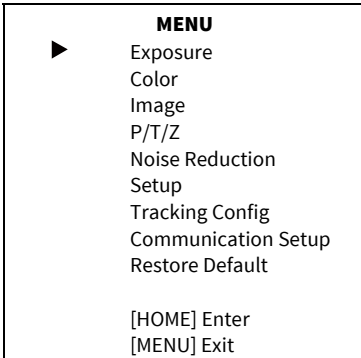 MENU
▶ Exposure
Color
Image
P/T/Z
Noise Reduction
Setup
Tracking Config
Communication Setup
Restore Default
[HOME] Enter
[MENU] Exit